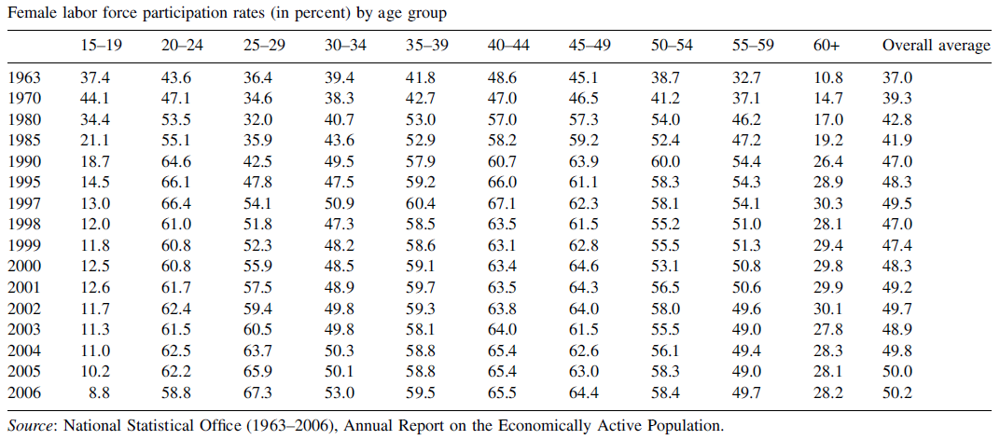 Female labor force participation rates (in percent) by age group
15–19 20–24 25–29 30–34 35–39 40–44 45–49 50–54 55–59 60+ Overall average
1963 37.4 43.6 36.4 39.4 41.8 48.6 45.1 38.7 32.7 10.8 37.0
1970 44.1 47.1 34.6 38.3 42.7 47.0 46.5 41.2 37.1 14.7 39.3
1980 34.4 53.5 32.0 40.7 53.0 57.0 57.3 54.0 46.2 17.0 42.8
1985 21.1 55.1 35.9 43.6 52.9 58.2 59.2 52.4 47.2 19.2 41.9
1990 18.7 64.6 42.5 49.5 57.9 60.7 63.9 60.0 54.4 26.4 47.0
1995 14.5 66.1 47.8 47.5 59.2 66.0 61.1 58.3 54.3 28.9 48.3
1997 13.0 66.4 54.1 50.9 60.4 67.1 62.3 58.1 54.1 30.3 49.5
1998 12.0 61.0 51.8 47.3 58.5 63.5 61.5 55.2 51.0 28.1 47.0
1999 11.8 60.8 52.3 48.2 58.6 63.1 62.8 55.5 51.3 29.4 47.4
2000 12.5 60.8 55.9 48.5 59.1 63.4 64.6 53.1 50.8 29.8 48.3
2001 12.6 61.7 57.5 48.9 59.7 63.5 64.3 56.5 50.6 29.9 49.2
2002 11.7 62.4 59.4 49.8 59.3 63.8 64.0 58.0 49.6 30.1 49.7
2003 11.3 61.5 60.5 49.8 58.1 64.0 61.5 55.5 49.0 27.8 48.9
2004 11.0 62.5 63.7 50.3 58.8 65.4 62.6 56.1 49.4 28.3 49.8
2005 10.2 62.2 65.9 50.1 58.8 65.4 63.0 58.3 49.0 28.1 50.0
2006 8.8 58.8 67.3 53.0 59.5 65.5 64.4 58.4 49.7 28.2 50.2
Source: National Statistical Office (1963–2006), Annual Report on the Economically Active Population.